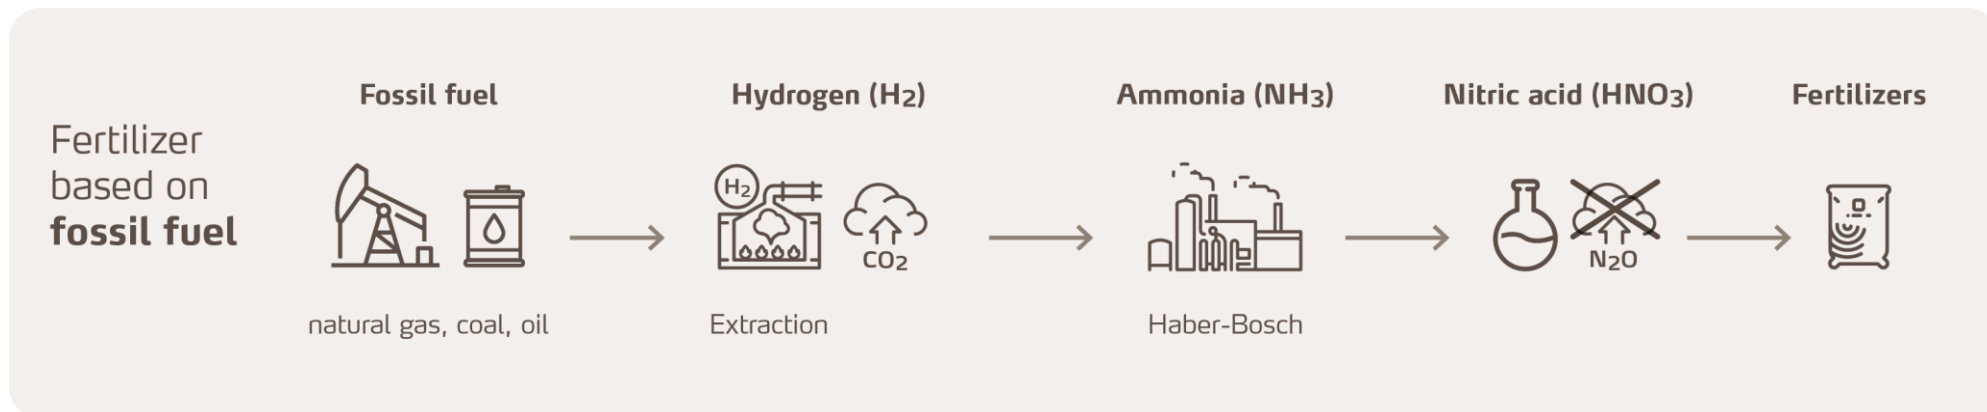 Fertilizer
based on
fossil fuel
Fossil fuel
natural gas, coal, oil
Hydrogen (H2)
H2
CO2
Extraction
Ammonia (NH3)
Haber-Bosch
Nitric acid (HNO3)
N2O
Fertilizers